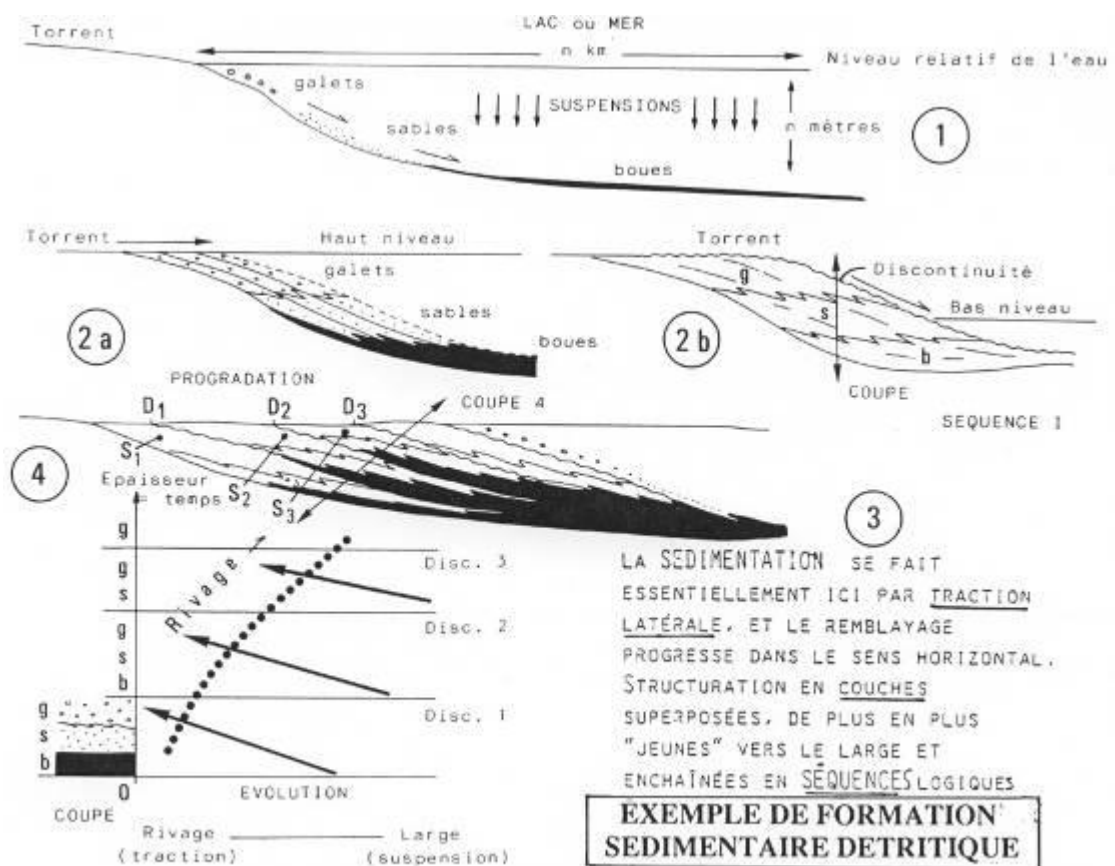 LAC ou MER
Torrent
n km
Niveau relatif de l'eau
galets
SUSPENSIONS
sables
n mètres
1
boues
Torrent
Haut niveau
galets
sables
2a
boues
Torrent
g
Discontinuité
Bas niveau
s
2b
b
COUPE
SEQUENCE I
PROGRADATION
COUPE 4
D1 D2 D3
S1
4
S2
S3
3
Epaisseur
= temps
g
Disc. 3
g
s
Rivage
g
Disc. 2
s
b
Disc. 1
g
s
b
0
EVOLUTION
COUPE
Rivage
Large
(traction)
(suspension)
LA SEDIMENTATION SE FAIT
ESSENTIELLEMENT ICI PAR TRACTION
LATÉRALE, ET LE REMBLAYAGE
PROGRESSE DANS LE SENS HORIZONTAL.
STRUCTURATION EN COUCHES
SUPERPOSÉES, DE PLUS EN PLUS
"JEUNES" VERS LE LARGE ET
ENCHAÎNÉES EN SÉQUENCES LOGIQUES
EXEMPLE DE FORMATION
SEDIMENTAIRE DETRITIQUE